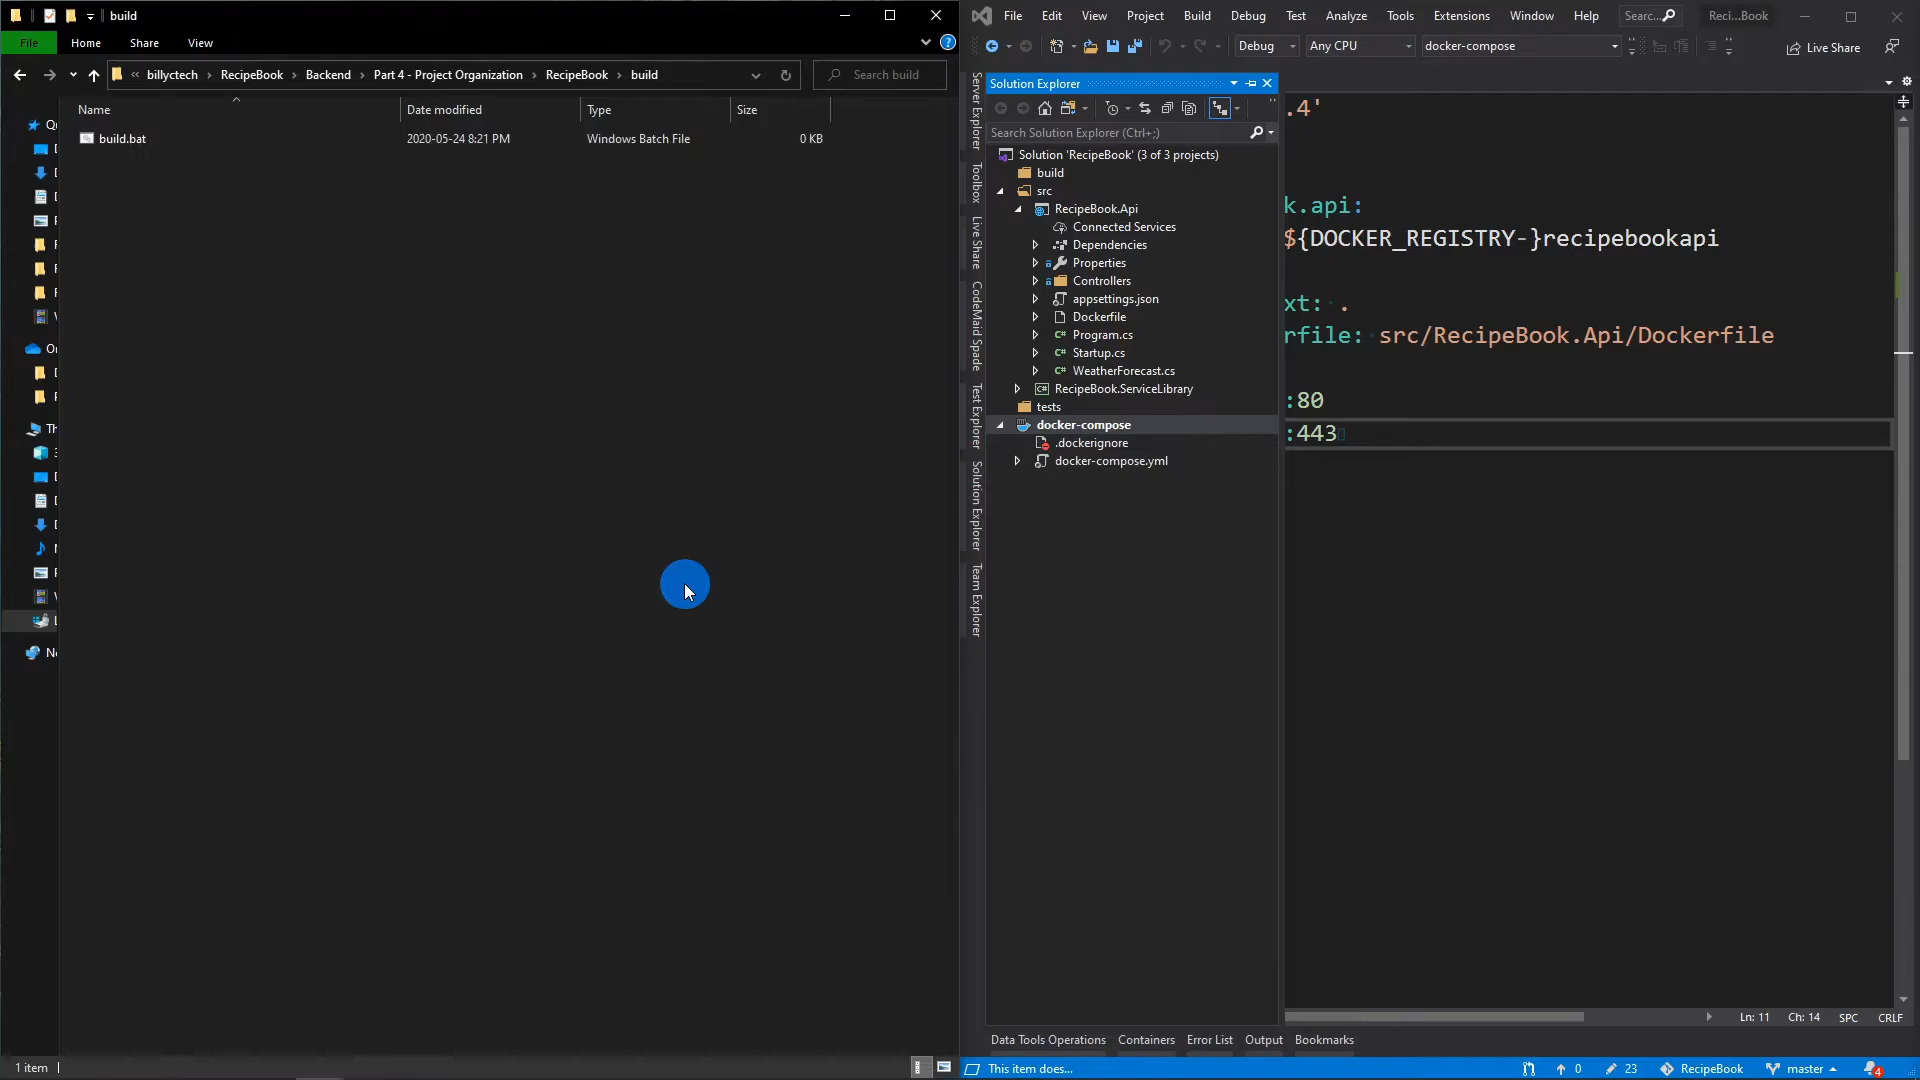 build
File
Home
Share
View
billyctech
RecipeBook
Backend
Part 4 - Project Organization
RecipeBook
build
Search build
Name
Date modified
Type
Size
build.bat
2020-05-24 8:21 PM
Windows Batch File
0 KB
1 item
File
Edit
View
Project
Build
Debug
Test
Analyze
Tools
Extensions
Window
Help
Searc...
Reci...Book
Debug
Any CPU
docker-compose
Live Share
Server Explorer
Toolbox
Live Share
CodeMaid Spade
Test Explorer
Solution Explorer
Team Explorer
Solution Explorer
Search Solution Explorer (Ctrl+;)
Solution 'RecipeBook' (3 of 3 projects)
build
src
RecipeBook.Api
Connected Services
Dependencies
Properties
Controllers
appsettings.json
Dockerfile
Program.cs
Startup.cs
WeatherForecast.cs
RecipeBook.ServiceLibrary
tests
docker-compose
.dockerignore
docker-compose.yml
.4'
k.api:
${DOCKER_REGISTRY-}recipebookapi
xt: .
rfile: src/RecipeBook.Api/Dockerfile
:80
:443
Ln: 11
Ch: 14
SPC
CRLF
Data Tools Operations
Containers
Error List
Output
Bookmarks
This item does...
0
23
RecipeBook
master
4